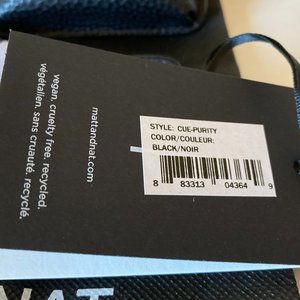 STYLE: CUE-PURITY
COLOR/COULEUR:
BLACK/NOIR
8 83313 04364 9
mattandnat.com
vegan. cruelty free. recycled.
végétalien. sans cruauté. recyclé.
NAT